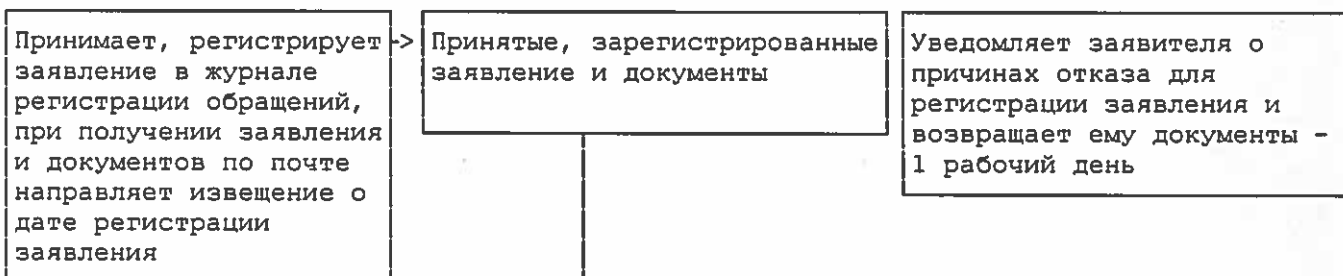 Принимает, регистрирует
заявление в журнале
регистрации обращений,
при получении заявления
и документов по почте
направляет извещение о
дате регистрации
заявления
->
Принятые, зарегистрированные
заявление и документы
Уведомляет заявителя о
причинах отказа для
регистрации заявления и
возвращает ему документы -
1 рабочий день